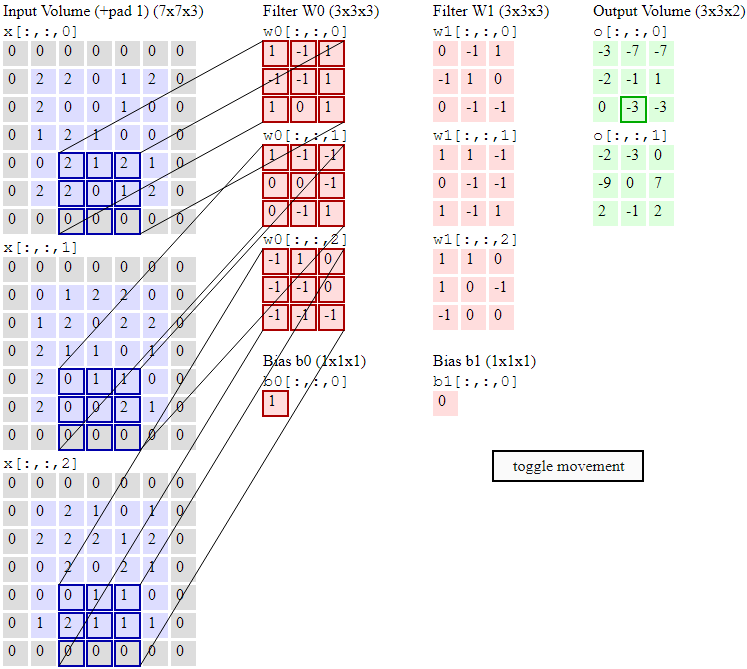 Input Volume (+pad 1) (7x7x3)
x[:,:,0]
0 0 0 0 0 0 0
0 2 2 0 1 2 0
0 2 0 0 1 0 0
0 1 2 1 0 0 0
0 0 2 1 2 1 0
0 2 2 0 1 2 0
0 0 0 0 0 0 0
x[:,:,1]
0 0 0 0 0 0 0
0 0 1 2 2 0 0
0 1 2 0 2 2 0
0 2 1 1 0 1 0
0 2 0 1 1 0 0
0 2 0 0 2 1 0
0 0 0 0 0 0 0
x[:,:,2]
0 0 0 0 0 0 0
0 0 2 1 0 1 0
0 2 2 2 1 2 0
0 0 2 0 2 1 0
0 0 0 1 1 0 0
0 1 2 1 1 1 0
0 0 0 0 0 0 0
Filter W0 (3x3x3)
w0[:,:,0]
1 -1 1
-1 -1 1
1 0 1
w0[:,:,1]
1 -1 -1
0 0 -1
0 -1 1
w0[:,:,2]
-1 1 0
-1 -1 0
-1 -1 -1
Bias b0 (1x1x1)
b0[:,:,0]
1
Filter W1 (3x3x3)
w1[:,:,0]
0 -1 1
-1 1 0
0 -1 -1
w1[:,:,1]
1 1 -1
0 -1 -1
1 -1 1
w1[:,:,2]
1 1 0
1 0 -1
-1 0 0
Bias b1 (1x1x1)
b1[:,:,0]
0
Output Volume (3x3x2)
o[:,:,0]
-3 -7 -7
-2 -1 1
0 -3 -3
o[:,:,1]
-2 -3 0
-9 0 7
2 -1 2
toggle movement